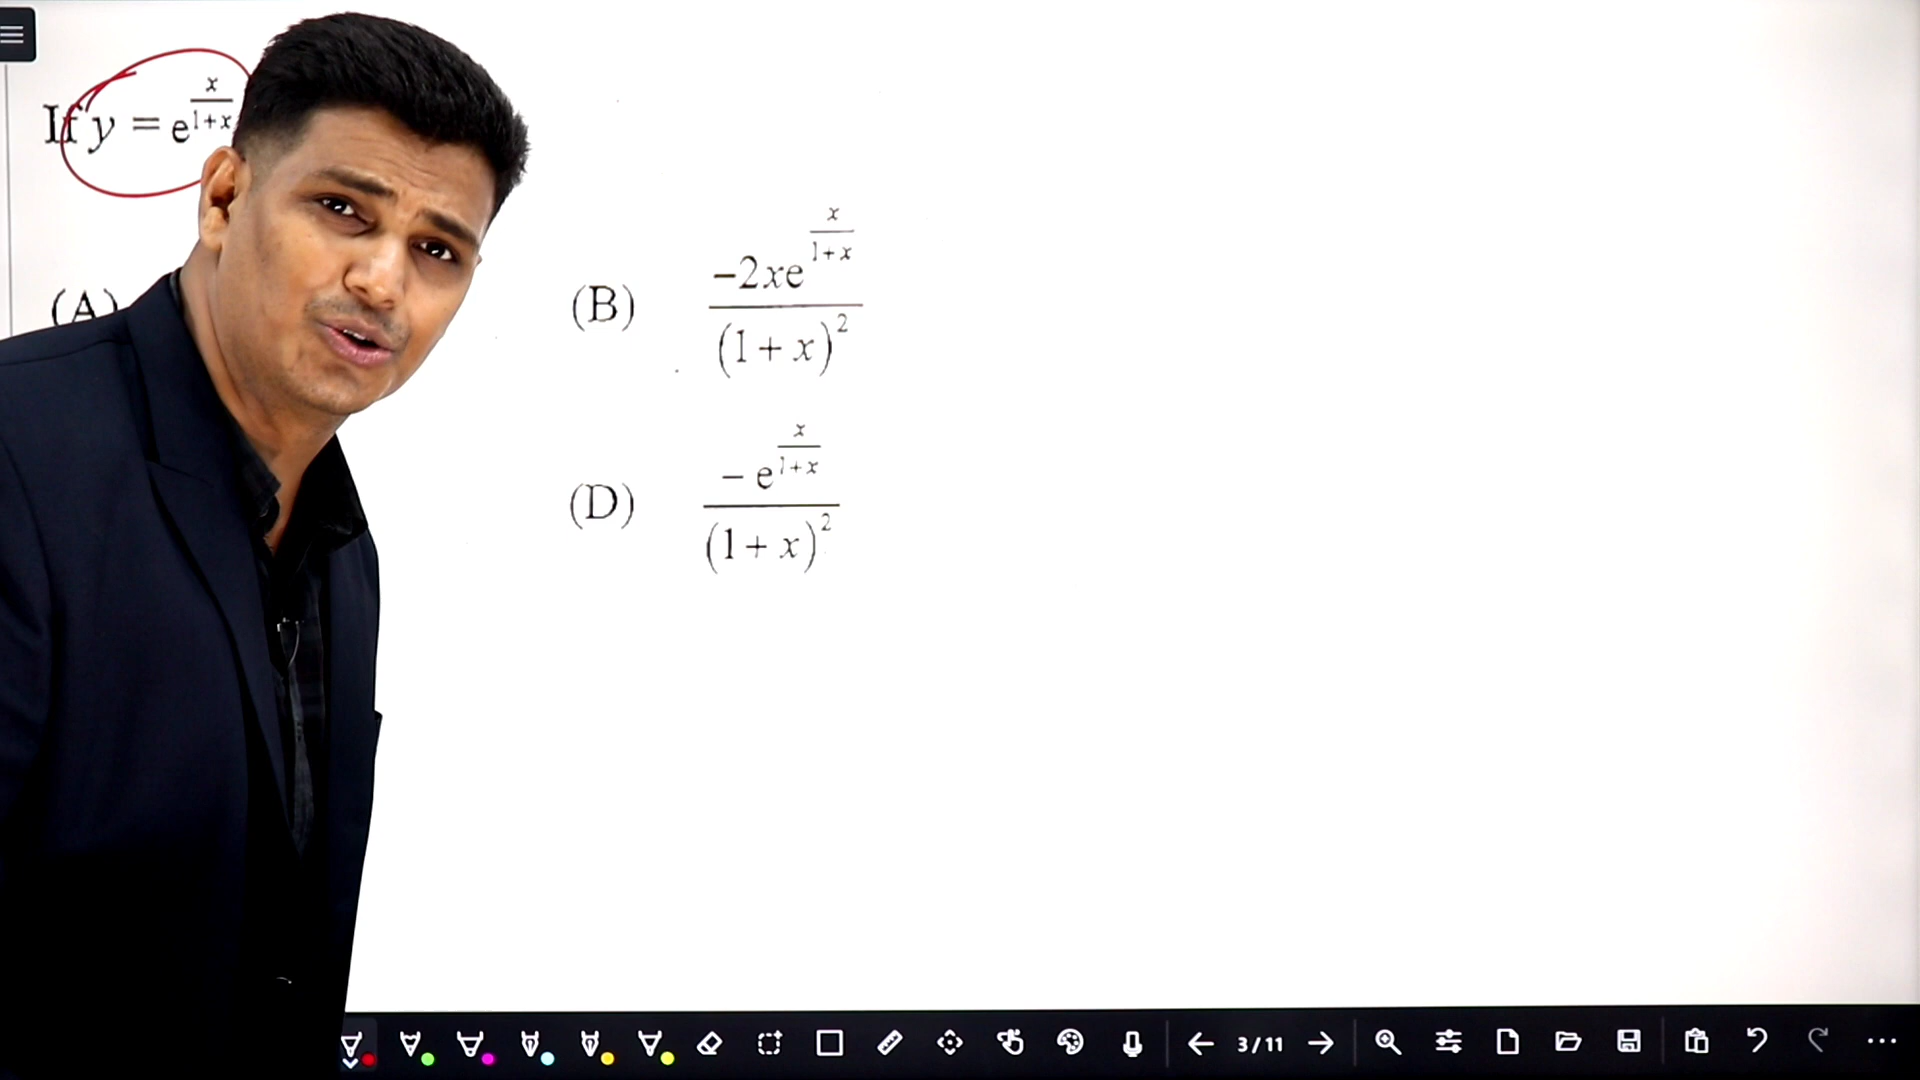 If y = e^(x/(1+x))
(A)
(B) (-2xe^(x/(1+x)))/((1+x)^2)
(D) (-e^(x/(1+x)))/((1+x)^2)
3/11